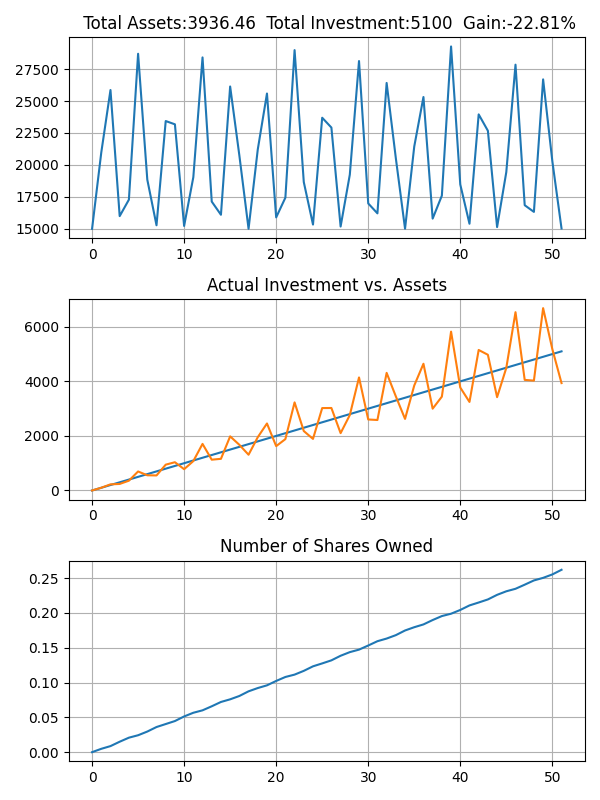 Total Assets:3936.46 Total Investment:5100 Gain:-22.81%
27500
25000
22500
20000
17500
15000
0 10 20 30 40 50
Actual Investment vs. Assets
6000
4000
2000
0
0 10 20 30 40 50
Number of Shares Owned
0.25
0.20
0.15
0.10
0.05
0.00
0 10 20 30 40 50